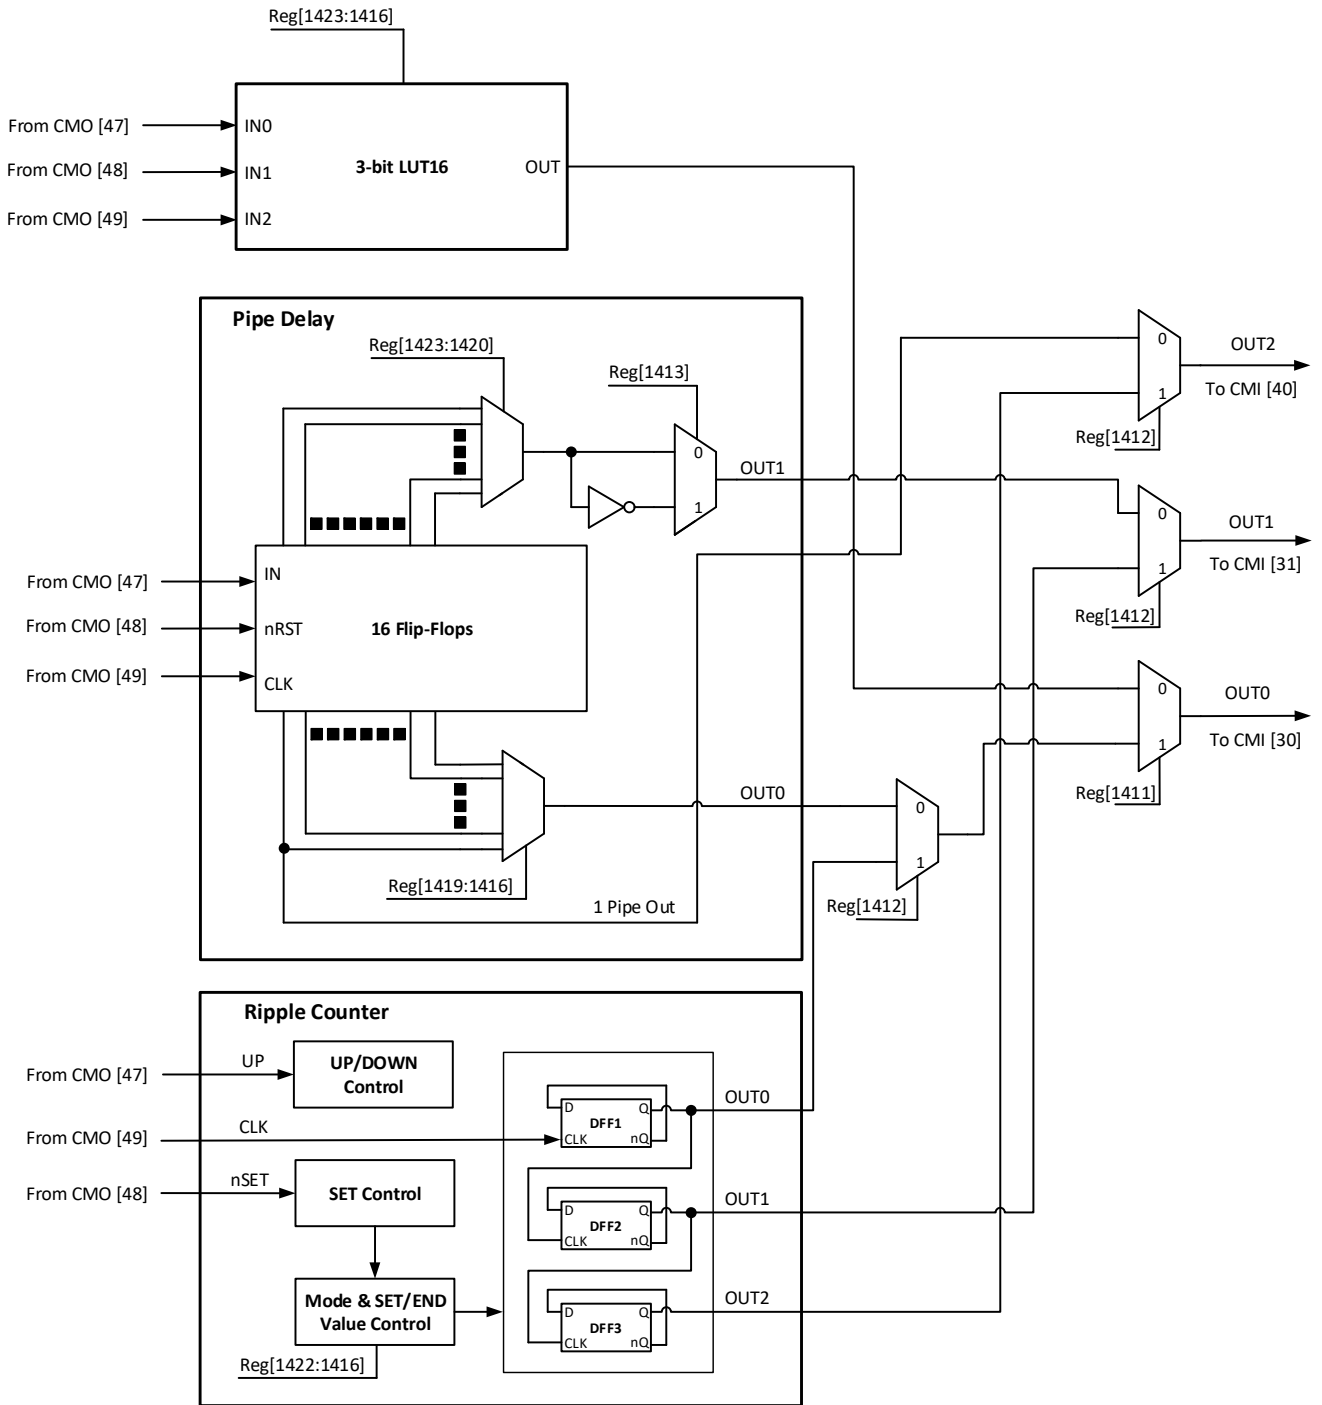 Reg[1423:1416]
From CMO [47]
IN0
From CMO [48]
IN1
3-bit LUT16
OUT
From CMO [49]
IN2
Pipe Delay
Reg[1423:1420]
Reg[1413]
0
1
OUT1
0
1
OUT2
To CMI [40]
Reg[1412]
0
1
OUT1
To CMI [31]
Reg[1412]
From CMO [47]
IN
From CMO [48]
nRST
16 Flip-Flops
From CMO [49]
CLK
0
1
OUT0
To CMI [30]
Reg[1411]
OUT0
0
1
Reg[1412]
Reg[1419:1416]
1 Pipe Out
Ripple Counter
From CMO [47]
UP
UP/DOWN
Control
From CMO [49]
CLK
D
Q
DFF1
CLK
nQ
OUT0
From CMO [48]
nSET
SET Control
D
Q
DFF2
CLK
nQ
OUT1
Mode & SET/END
Value Control
Reg[1422:1416]
D
Q
DFF3
CLK
nQ
OUT2